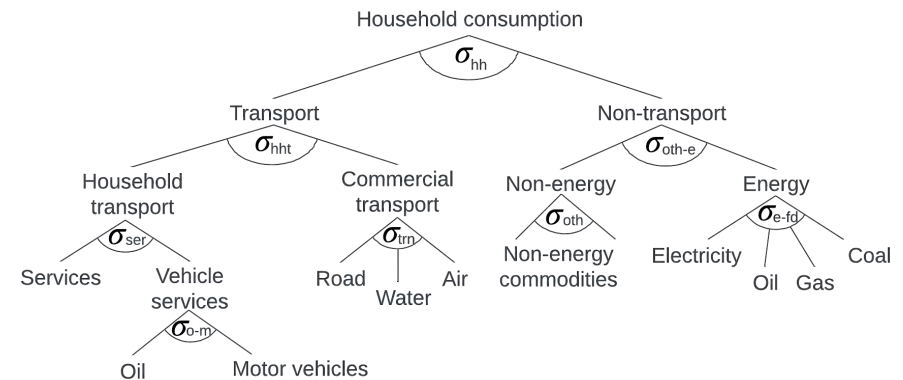 Household consumption
σhh
Transport
Non-transport
σhht
σoth-e
Household
transport
Commercial
transport
Non-energy
Energy
σser
σtrn
σoth
σe-fd
Services
Vehicle
services
Road
Water
Air
Non-energy
commodities
Electricity
Oil
Gas
Coal
σo-m
Oil
Motor vehicles